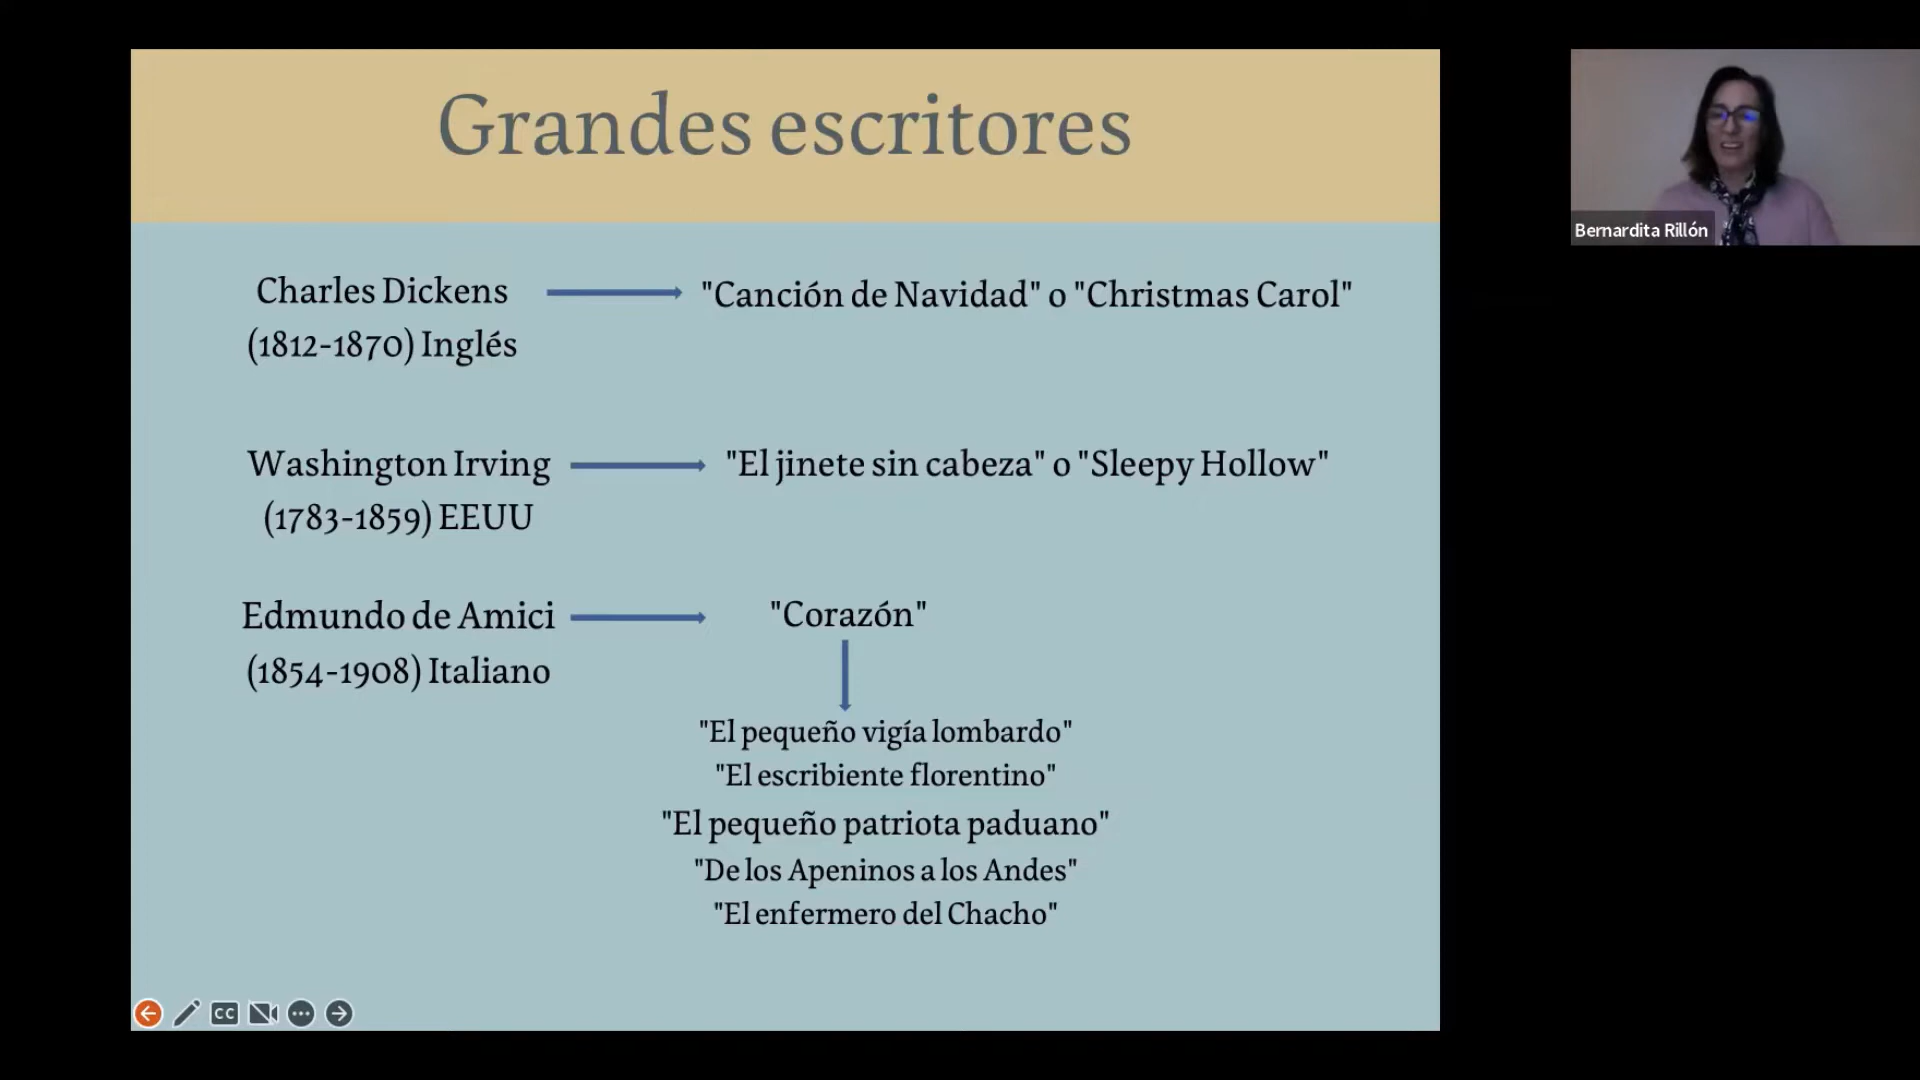 Grandes escritores
Charles Dickens
(1812-1870) Inglés
"Canción de Navidad" o "Christmas Carol"
Washington Irving
(1783-1859) EEUU
"El jinete sin cabeza" o "Sleepy Hollow"
Edmundo de Amici
(1854-1908) Italiano
"Corazón"
"El pequeño vigía lombardo"
"El escribiente florentino"
"El pequeño patriota paduano"
"De los Apeninos a los Andes"
"El enfermero del Chacho"
CC
Bernardita Rillón